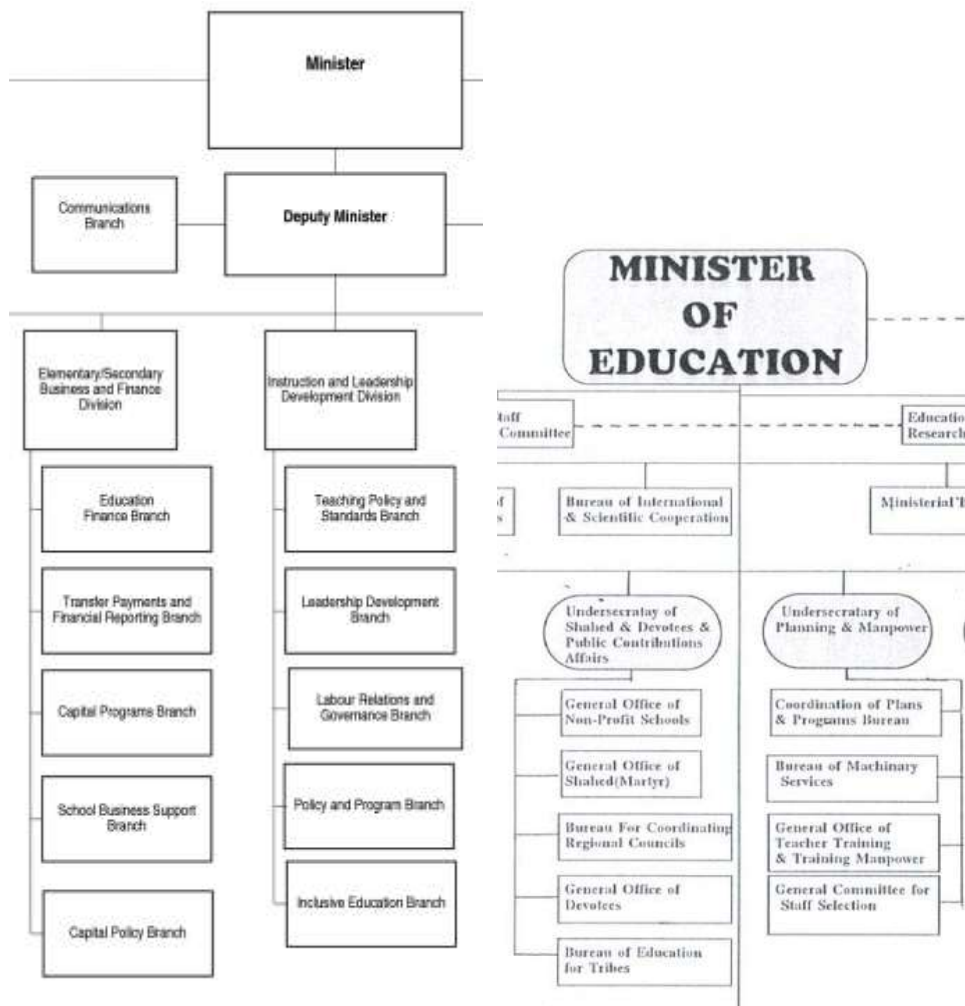 Minister
Communications
Branch
Deputy Minister
Elementary/Secondary
Business and Finance
Division
Instruction and Leadership
Development Division
Education
Finance Branch
Transfer Payments and
Financial Reporting Branch
Capital Programs Branch
School Business Support
Branch
Capital Policy Branch
Teaching Policy and
Standards Branch
Leadership Development
Branch
Labour Relations and
Governance Branch
Policy and Program Branch
Inclusive Education Branch
MINISTER
OF
EDUCATION
Committee
Educatio
Research
Bureau of International
& Scientific Cooperation
Ministerial
Undersecratay of
Shahed & Devotees &
Public Contributions
Affairs
Undersecratary of
Planning & Manpower
General Office of
Non-Profit Schools
General Office of
Shahed(Martyr)
Bureau For Coordinating
Regional Councils
General Office of
Devotees
Bureau of Education
for Tribes
Coordination of Plans
& Programs Bureau
Bureau of Machinary
Services
General Office of
Teacher Training
& Training Manpower
General Committee for
Staff Selection